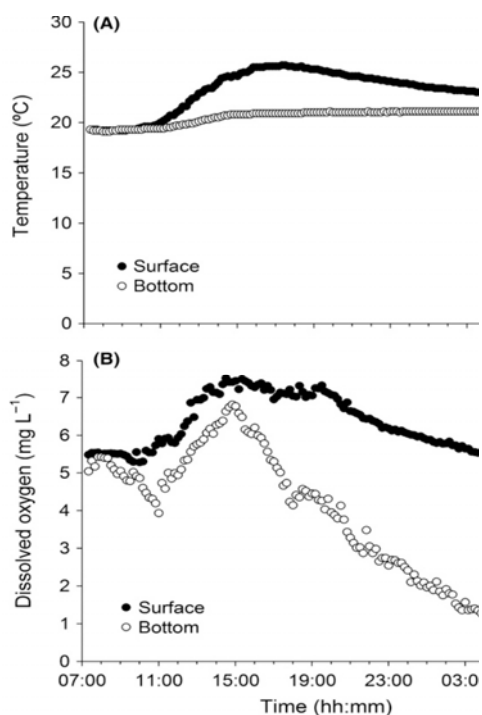 (A)
30
25
20
15
10
5
0
Temperature (ºC)
Surface
Bottom
(B)
8
7
6
5
4
3
2
1
0
Dissolved oxygen (mg L⁻¹)
Surface
Bottom
07:00 11:00 15:00 19:00 23:00 03:0
Time (hh:mm)